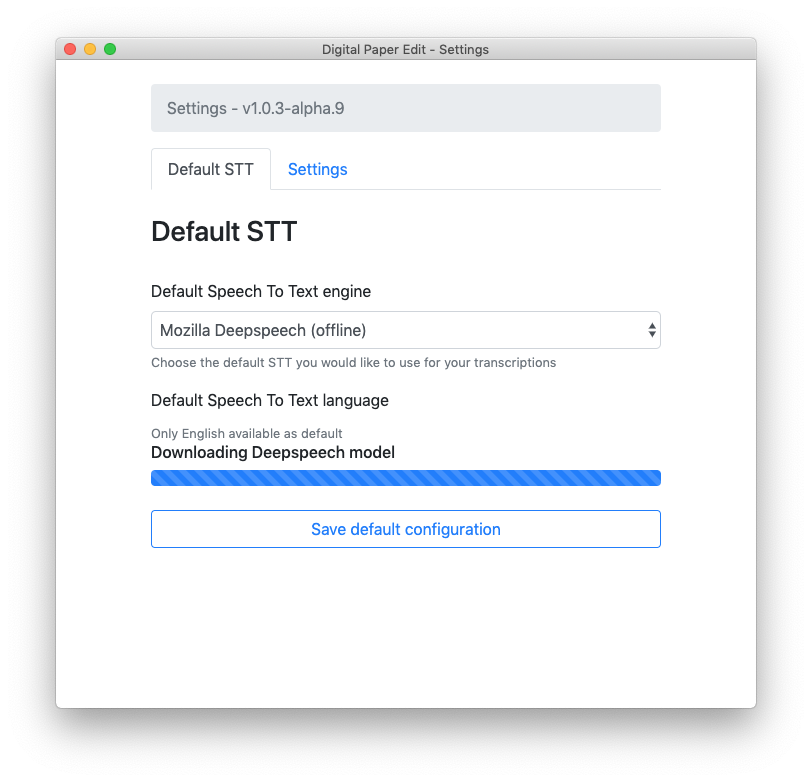 Digital Paper Edit - Settings
Settings - v1.0.3-alpha.9
Default STT Settings
Default STT
Default Speech To Text engine
Mozilla Deepspeech (offline)
Choose the default STT you would like to use for your transcriptions
Default Speech To Text language
Only English available as default
Downloading Deepspeech model
Save default configuration